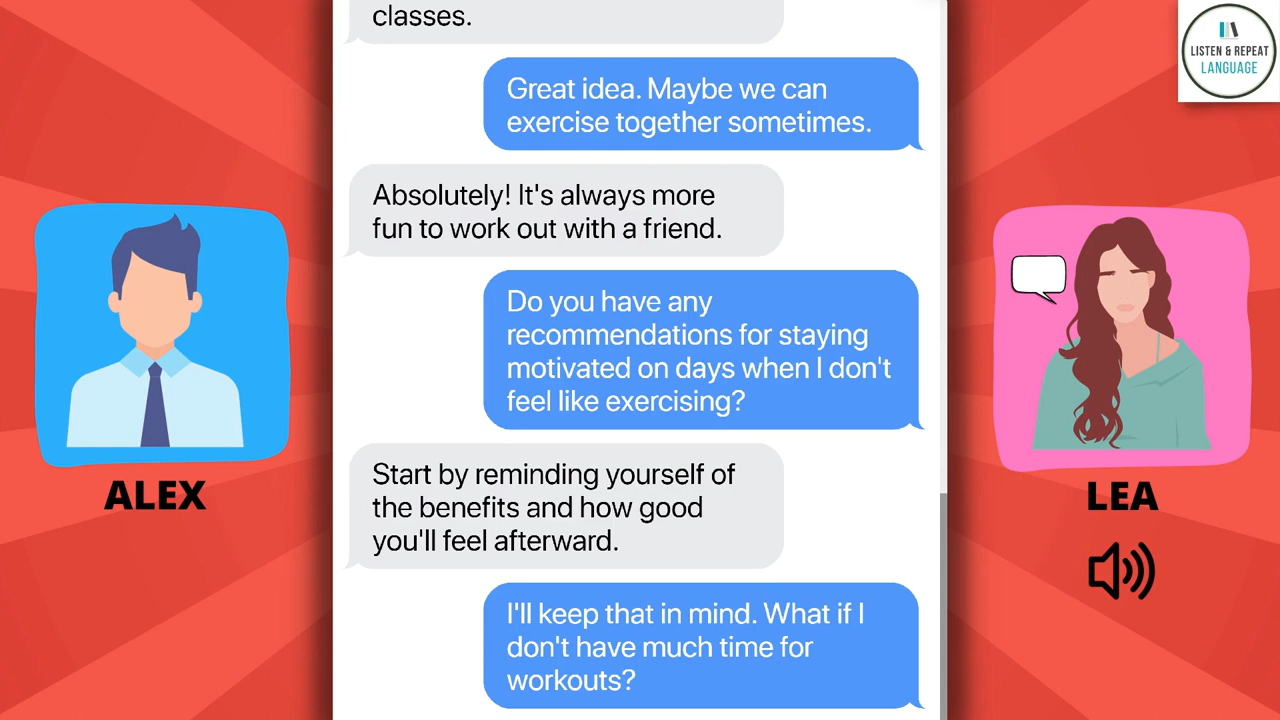 classes.
Great idea. Maybe we can
exercise together sometimes.
Absolutely! It's always more
fun to work out with a friend.
Do you have any
recommendations for staying
motivated on days when I don't
feel like exercising?
Start by reminding yourself of
the benefits and how good
you'll feel afterward.
I'll keep that in mind. What if I
don't have much time for
workouts?
ALEX
LEA
LISTEN & REPEAT
LANGUAGE